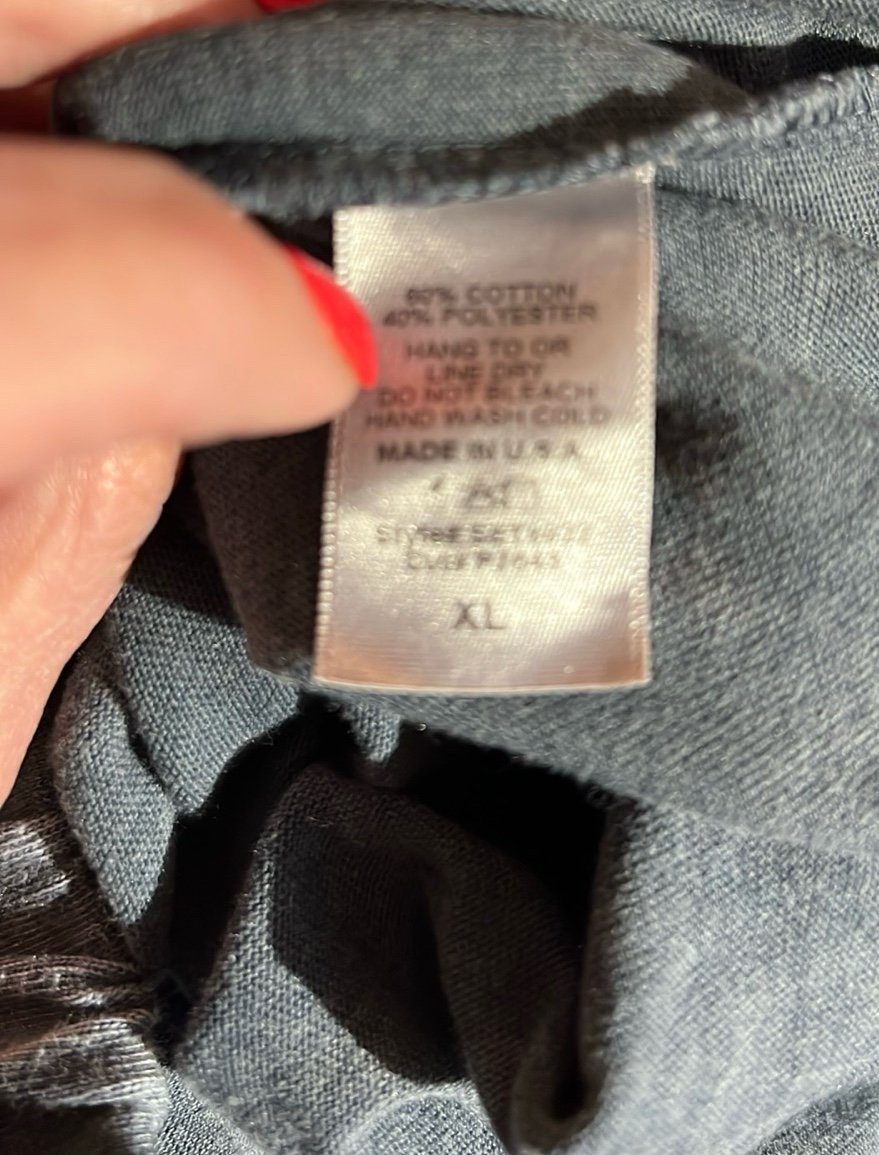 60% COTTON
40% POLYESTER
HANG TO OR
LINE DRY
DO NOT BLEACH
HAND WASH COLD
MADE IN U.S.A.
XL